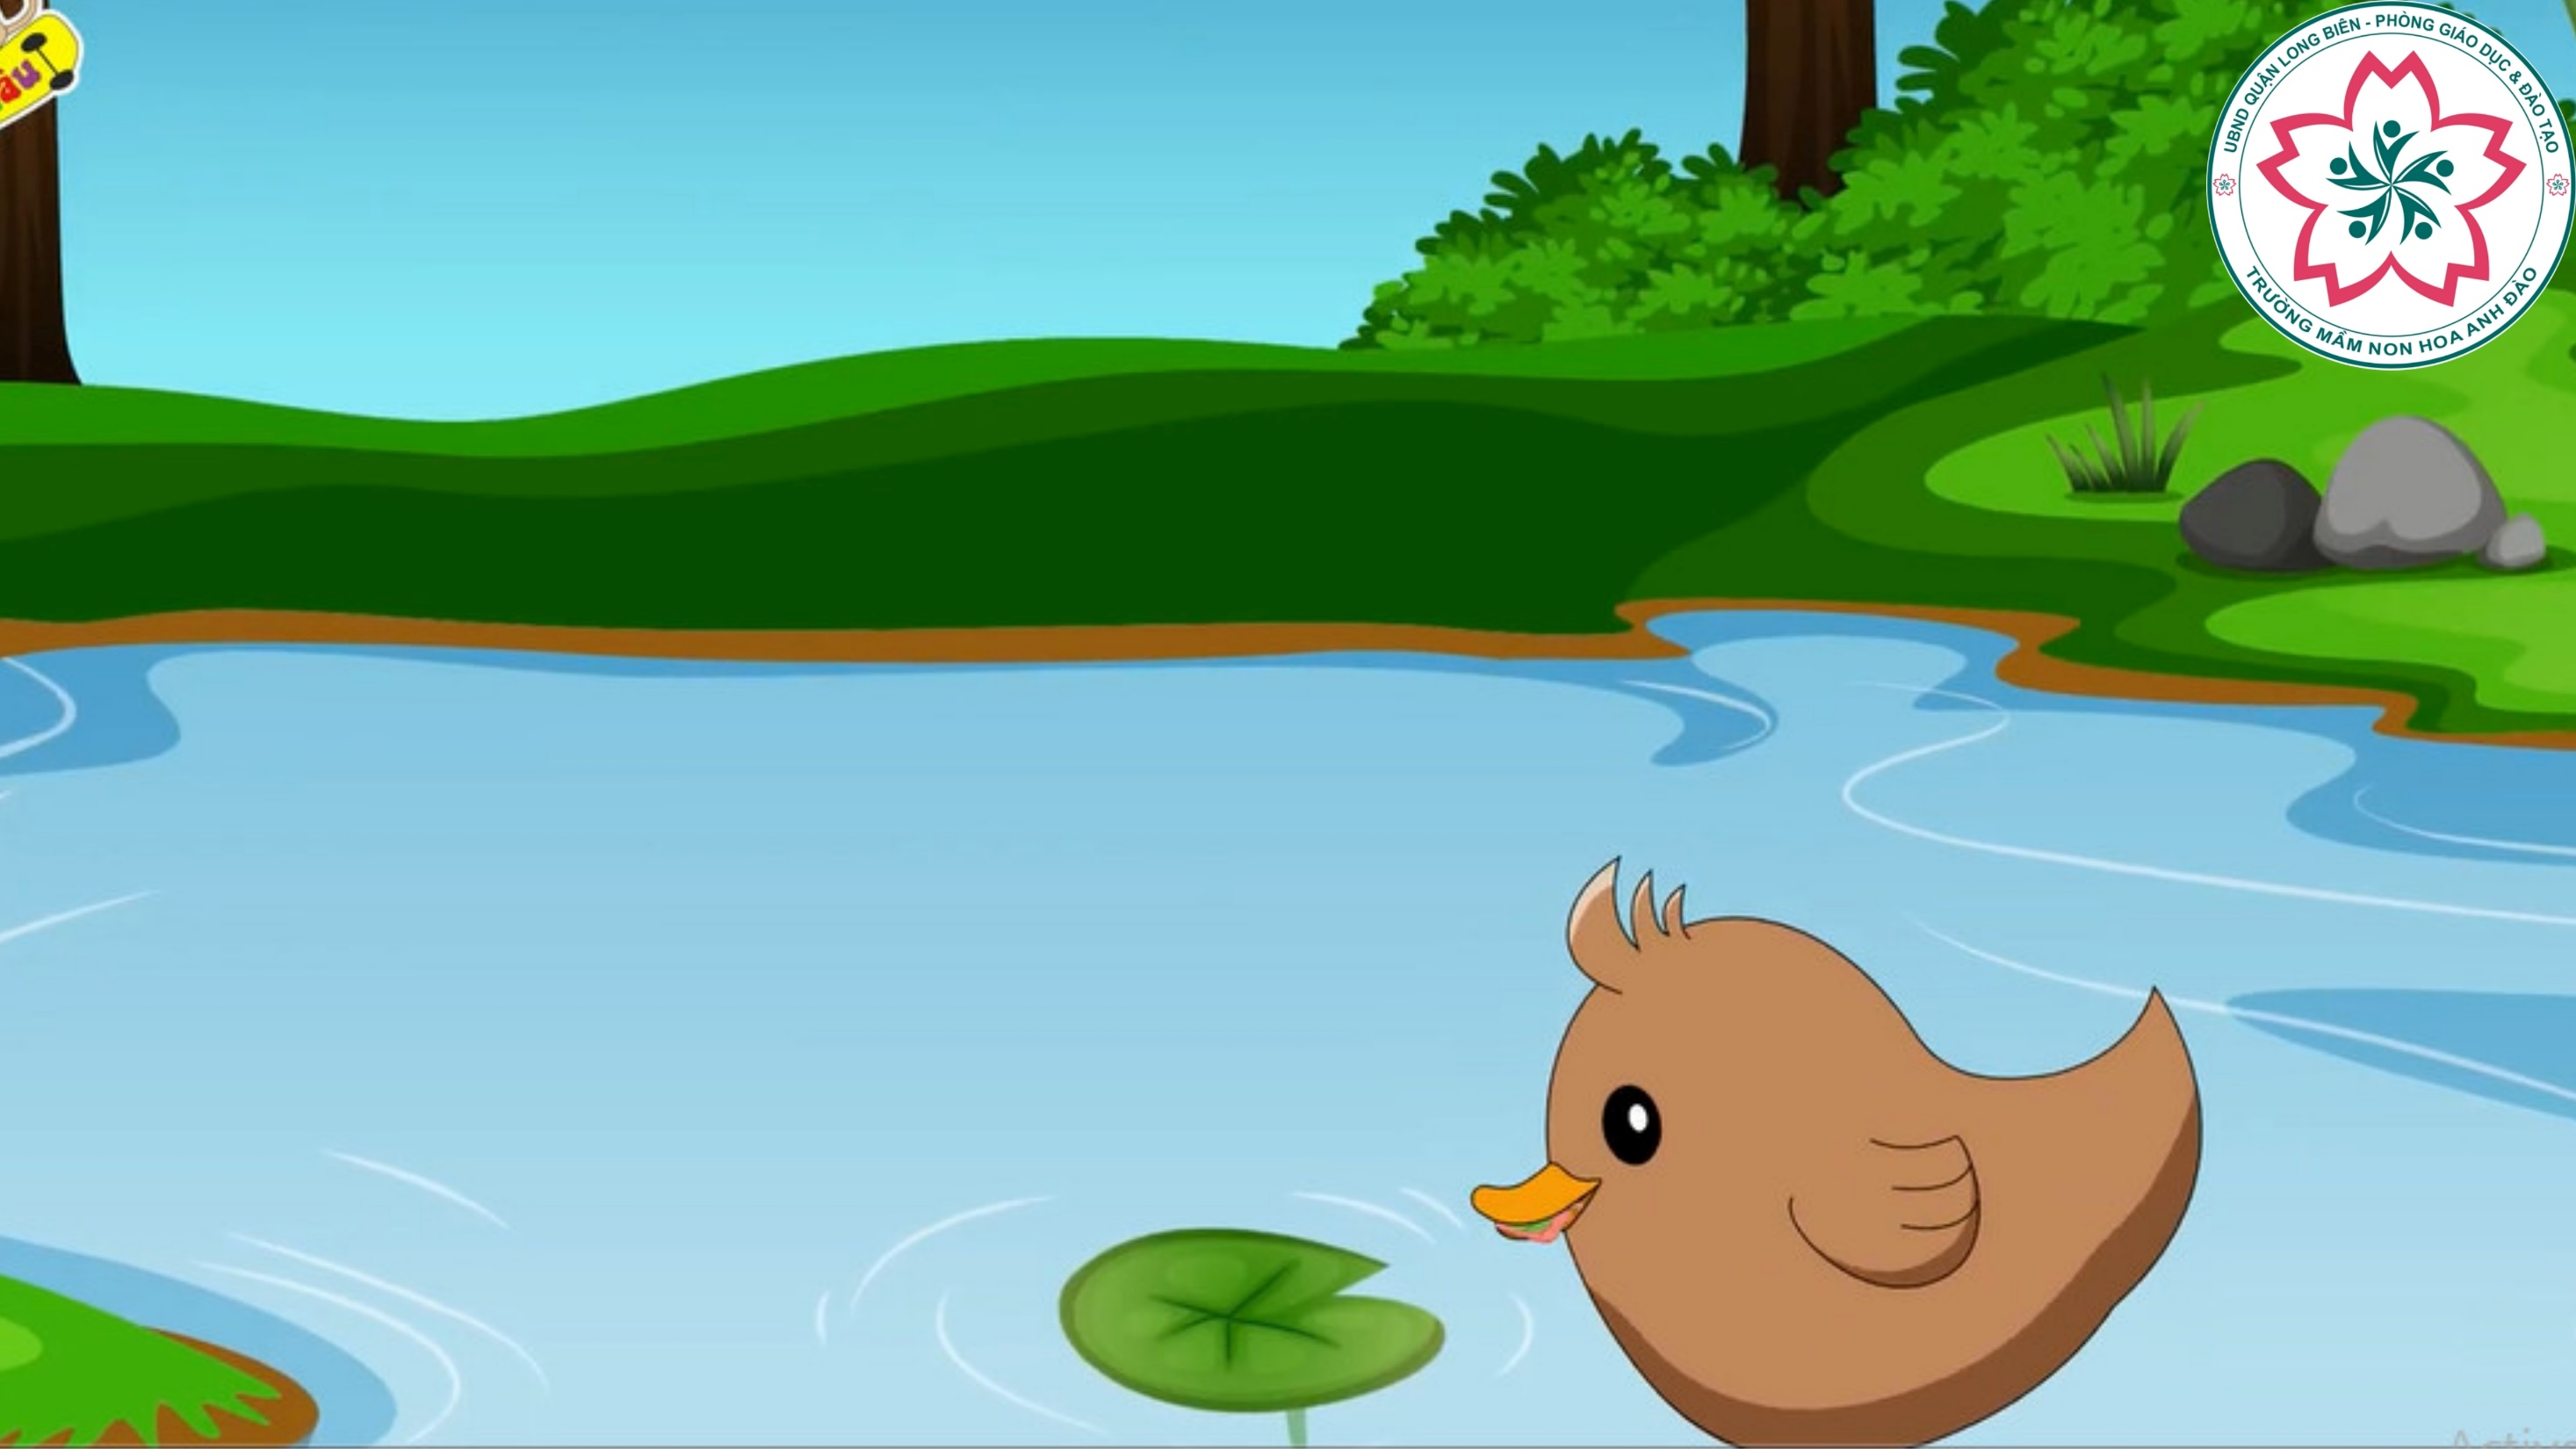 UBND QUẬN LONG BIÊN - PHÒNG GIÁO DỤC & ĐÀO TẠO
TRƯỜNG MẦM NON HOA ANH ĐÀO